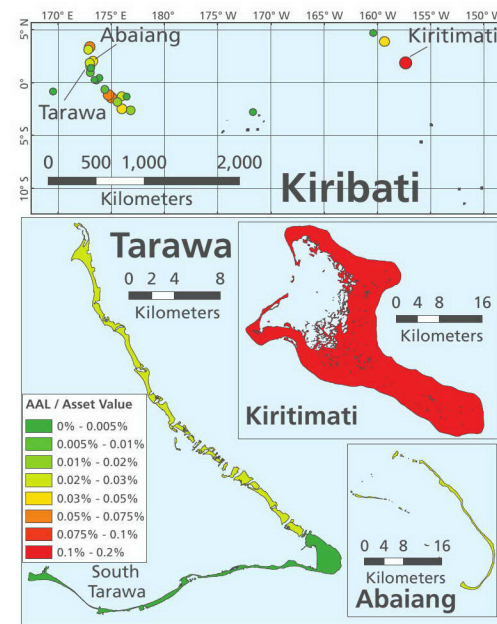 170°E 175°E 180° 175°W 170°W 165°W 160°W 155°W 150°W
5°N
Abaiang
Kiritimati
0°
Tarawa
5°S
0 500 1,000 2,000
Kilometers
Kiribati
10°S
Tarawa
0 2 4 8
Kilometers
0 4 8 16
Kilometers
Kiritimati
AAL / Asset Value
0% - 0.005%
0.005% - 0.01%
0.01% - 0.02%
0.02% - 0.03%
0.03% - 0.05%
0.05% - 0.075%
0.075% - 0.1%
0.1% - 0.2%
South
Tarawa
0 4 8 16
Kilometers
Abaiang